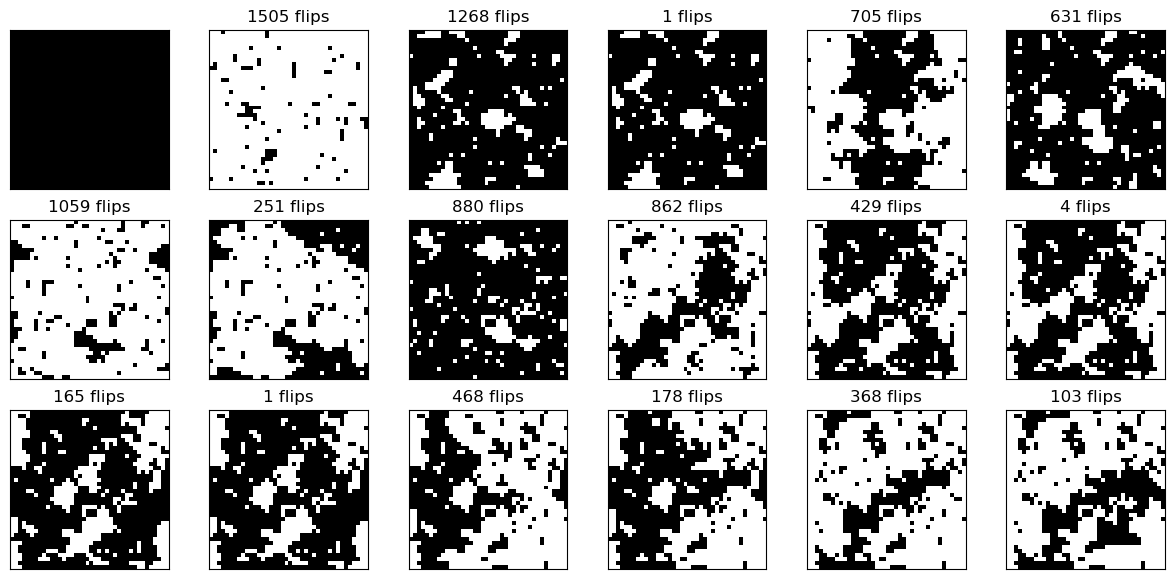 1505 flips
1268 flips
1 flips
705 flips
631 flips
1059 flips
251 flips
880 flips
862 flips
429 flips
4 flips
165 flips
1 flips
468 flips
178 flips
368 flips
103 flips